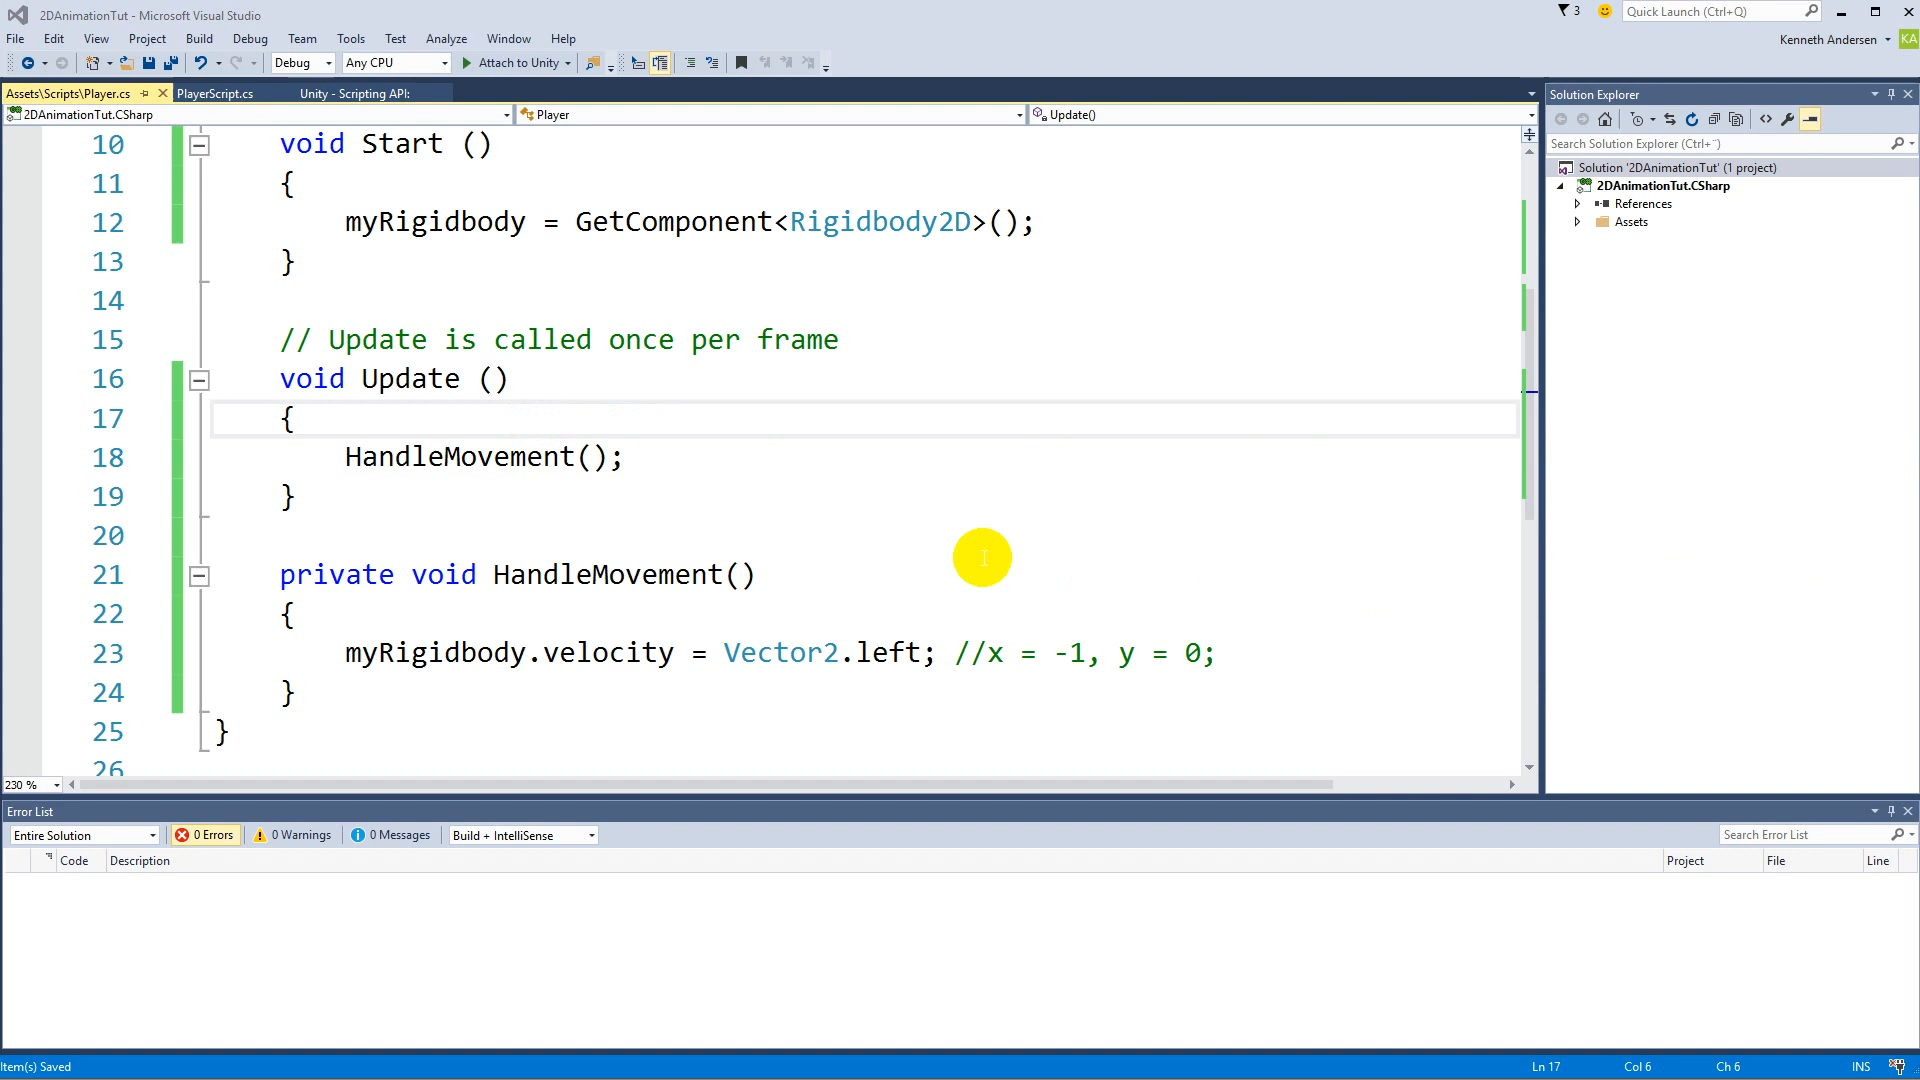 2DAnimationTut - Microsoft Visual Studio
3
Quick Launch (Ctrl+Q)
File Edit View Project Build Debug Team Tools Test Analyze Window Help
Kenneth Andersen KA
Debug Any CPU Attach to Unity
Assets\Scripts\Player.cs PlayerScript.cs Unity - Scripting API:
2DAnimationTut.CSharp Player Update()
10 void Start ()
11 {
12 myRigidbody = GetComponent<Rigidbody2D>();
13 }
14
15 // Update is called once per frame
16 void Update ()
17 {
18 HandleMovement();
19 }
20
21 private void HandleMovement()
22 {
23 myRigidbody.velocity = Vector2.left; //x = -1, y = 0;
24 }
25 }
26
230 %
Solution Explorer
Search Solution Explorer (Ctrl+¨)
Solution '2DAnimationTut' (1 project)
2DAnimationTut.CSharp
References
Assets
Error List
Entire Solution 0 Errors 0 Warnings 0 Messages Build + IntelliSense
Search Error List
Code Description Project File Line
Item(s) Saved
Ln 17 Col 6 Ch 6 INS